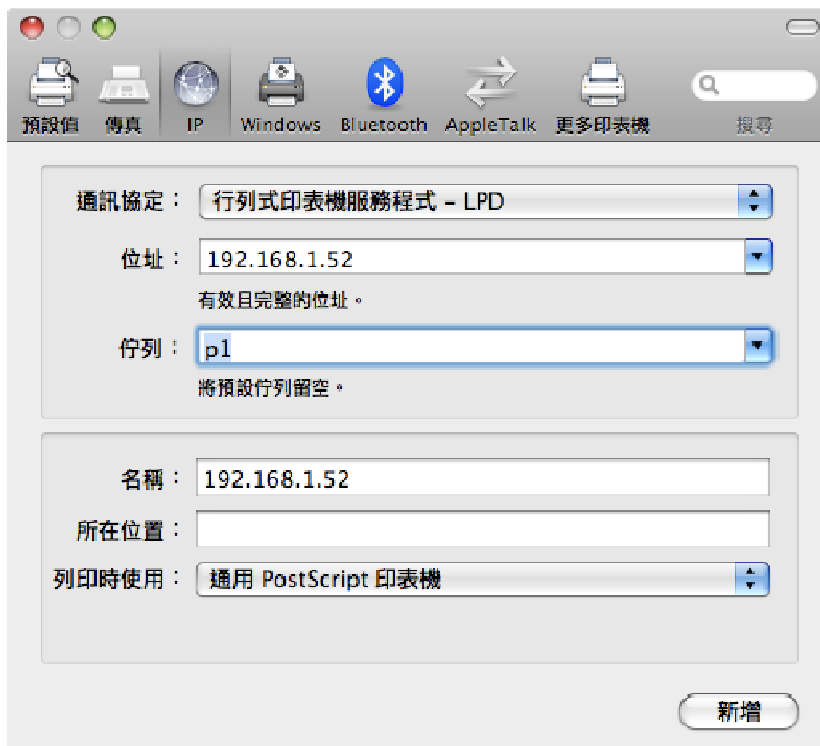 預設值 傳真 IP Windows Bluetooth AppleTalk 更多印表機 搜尋
通訊協定： 行列式印表機服務程式 – LPD
位址： 192.168.1.52
有效且完整的位址。
佇列： p1
將預設佇列留空。
名稱： 192.168.1.52
所在位置：
列印時使用： 通用 PostScript 印表機
新增